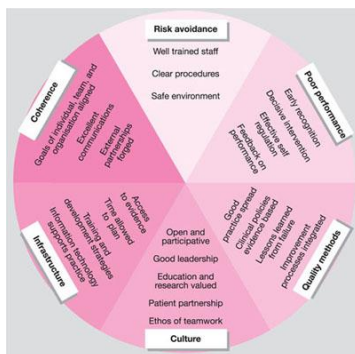 Risk avoidance
Well trained staff
Clear procedures
Safe environment
Poor performance
Early recognition
Decisive intervention
Effective self
regulation
Feedback on
performance
Quality methods
Good
practice spread
Clinical policies
evidence based
Lessons learned
from failure
Improvement
processes integrated
Culture
Open and
participative
Good leadership
Education and
research valued
Patient partnership
Ethos of teamwork
Infrastructure
Access
to evidence
Time allowed
to plan
Training and
development strategies
Information technology
supports practice
Coherence
Goals of individual, team, and
organisation aligned
Excellent
communications
External
partnerships
forged